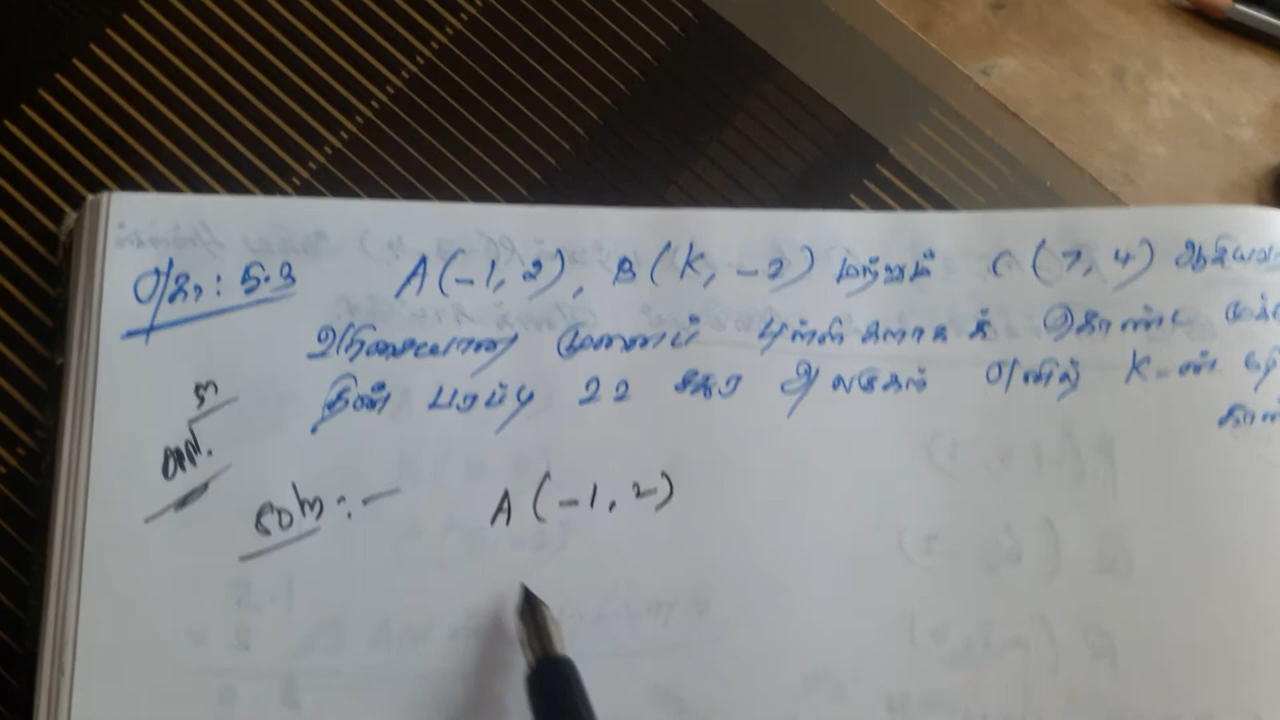 எ.கா: 5.3 A(-1, 2), B(k, -2) மற்றும் C(7, 4) ஆகியவ
வரிசையான முனைப் புள்ளிகளாகக் கொண்ட முக்
தின் பரப்பு 22 சதுர அலகுகள் எனில் k-ன்
காண்
soln:- A(-1, 2)